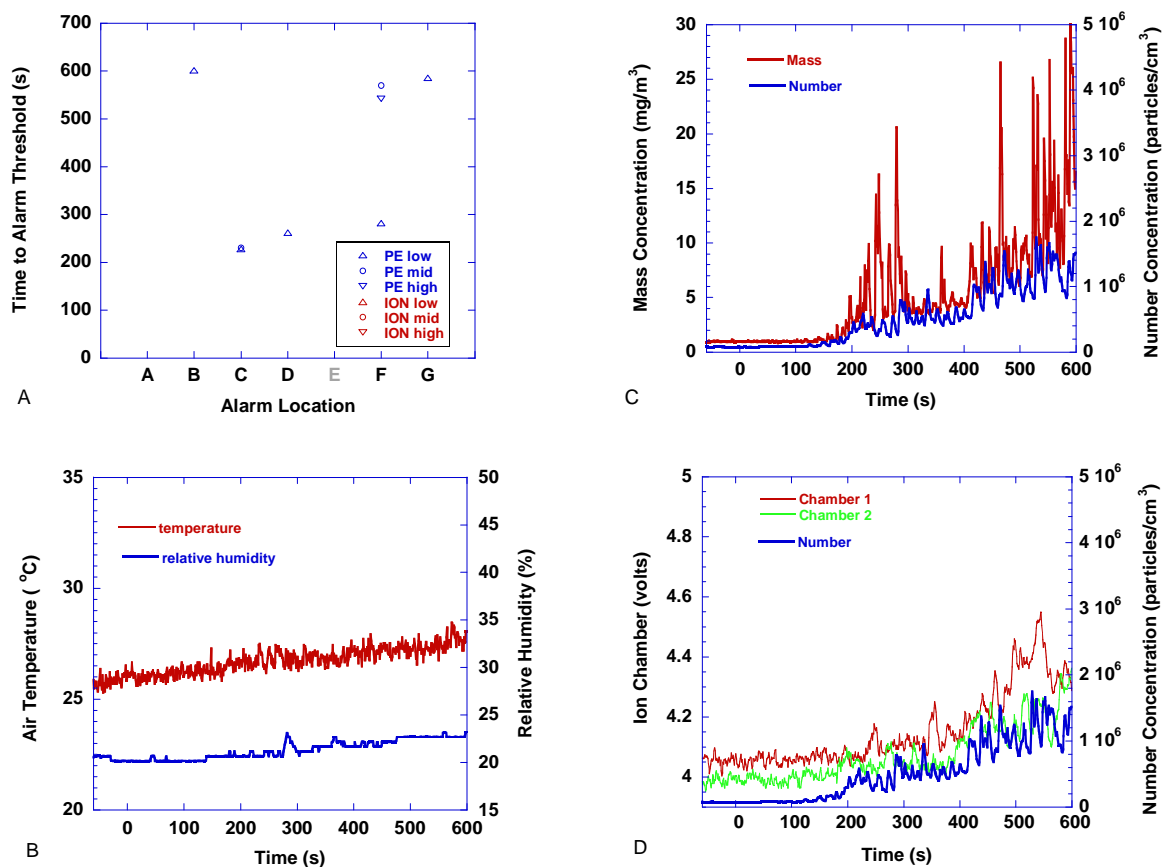 700
600
500
400
300
200
100
0
Time to Alarm Threshold (s)
PE low
PE mid
PE high
ION low
ION mid
ION high
A B C D E F G
Alarm Location
A
30
25
20
15
10
5
0
Mass Concentration (mg/m³)
Mass
Number
5 10⁶
4 10⁶
3 10⁶
2 10⁶
1 10⁶
0
Number Concentration (particles/cm³)
0 100 200 300 400 500 600
Time (s)
C
35
30
25
20
Air Temperature ( °C)
temperature
relative humidity
50
45
40
35
30
25
20
15
Relative Humidity (%)
0 100 200 300 400 500 600
Time (s)
B
5
4.8
4.6
4.4
4.2
4
Ion Chamber (volts)
Chamber 1
Chamber 2
Number
5 10⁶
4 10⁶
3 10⁶
2 10⁶
1 10⁶
0
Number Concentration (particles/cm³)
0 100 200 300 400 500 600
Time (s)
D